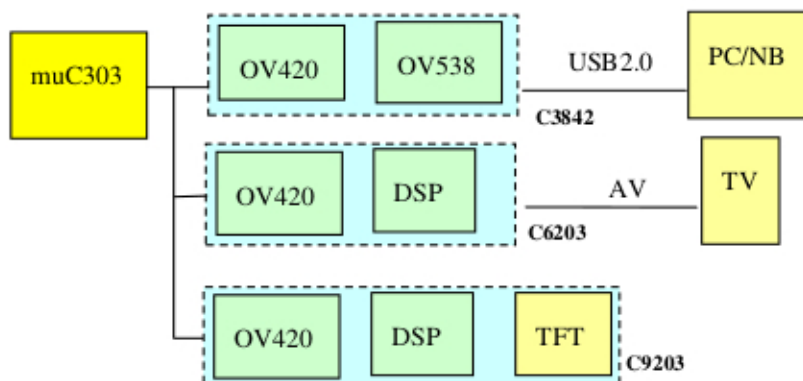 muC303
OV420
OV538
USB2.0
PC/NB
C3842
OV420
DSP
AV
TV
C6203
OV420
DSP
TFT
C9203